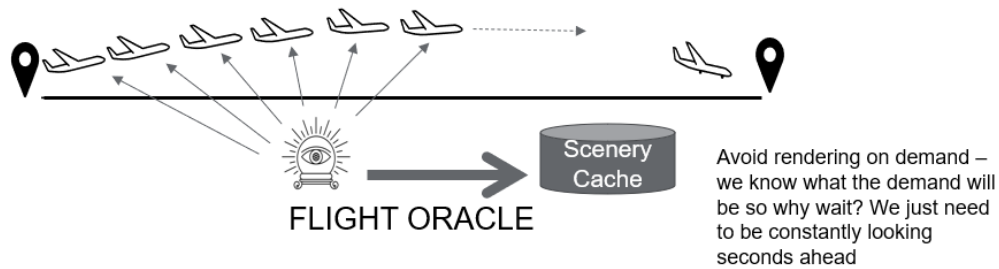 Scenery
Cache
FLIGHT ORACLE
Avoid rendering on demand –
we know what the demand will
be so why wait? We just need
to be constantly looking
seconds ahead